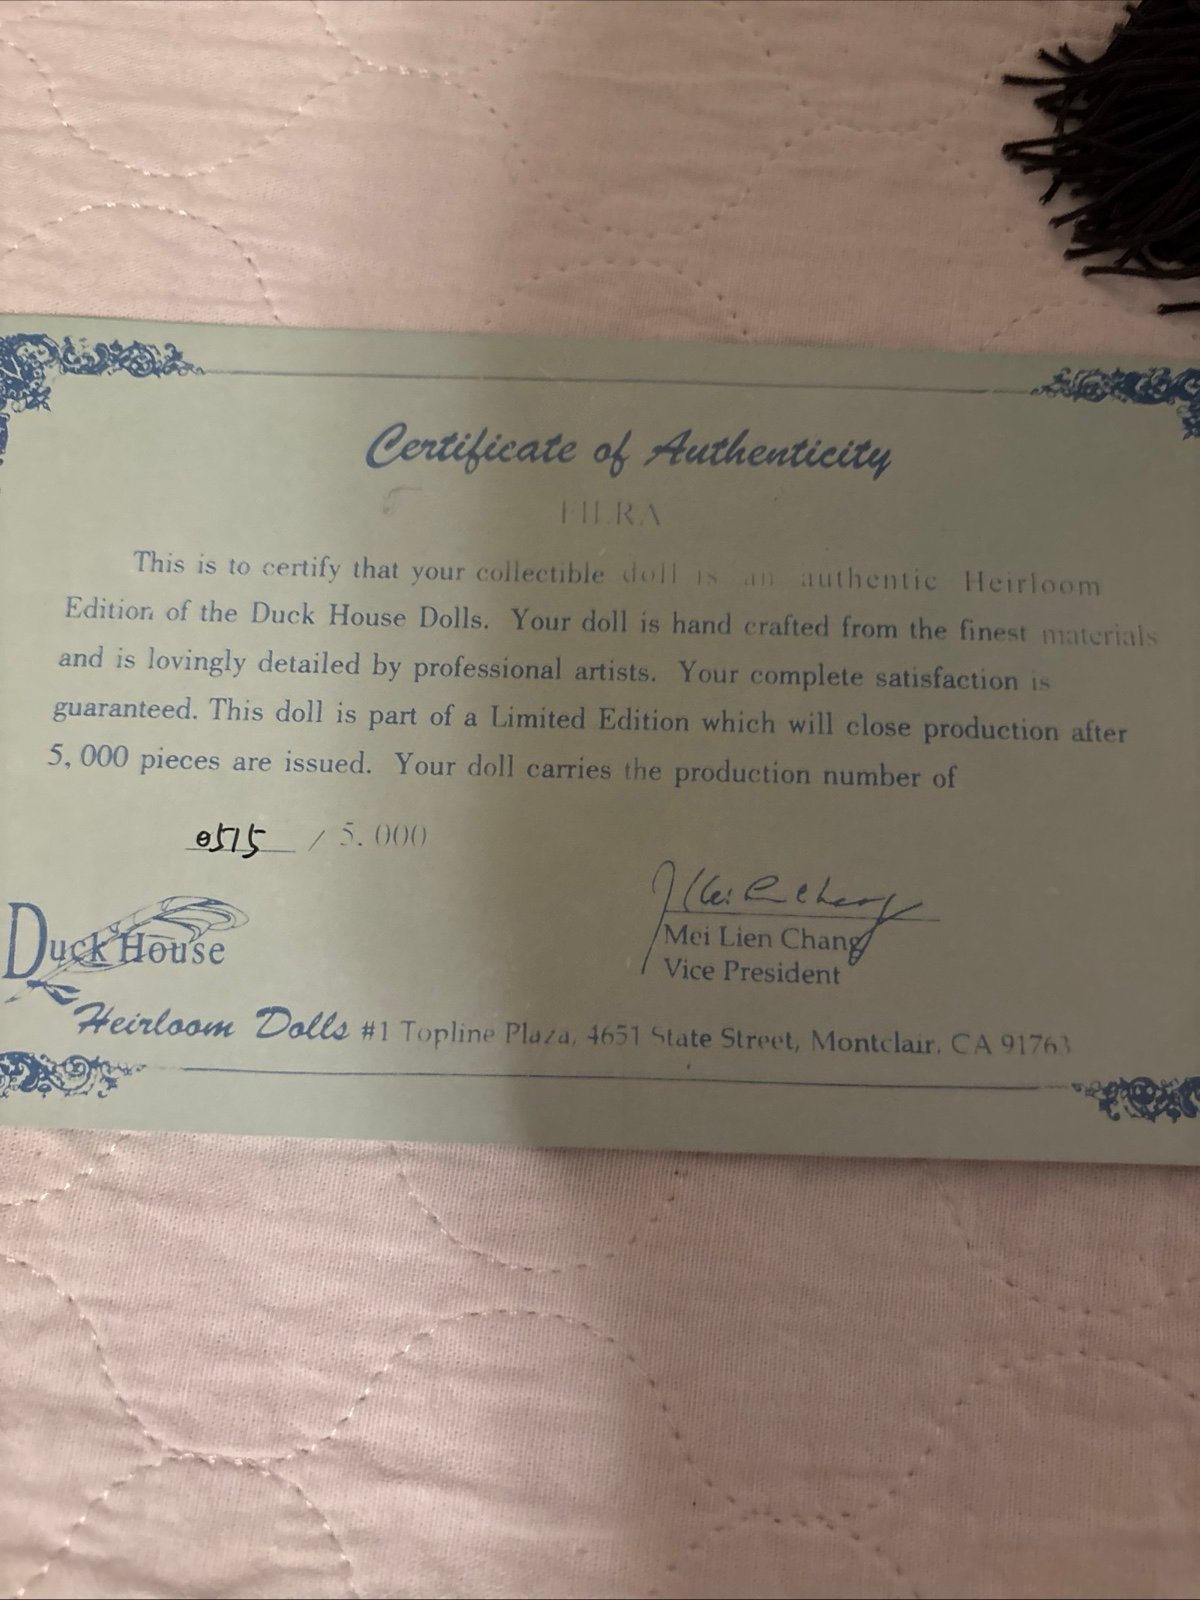 Certificate of Authenticity
This is to certify that your collectible doll is an authentic Heirloom
Edition of the Duck House Dolls. Your doll is hand crafted from the finest materials
and is lovingly detailed by professional artists. Your complete satisfaction is
guaranteed. This doll is part of a Limited Edition which will close production after
5,000 pieces are issued. Your doll carries the production number of
0515 / 5.000
Mei Lien Chang
Duck House
Mei Lien Chang
Vice President
Heirloom Dolls #1 Topline Plaza, 4651 State Street, Montclair, CA 91763